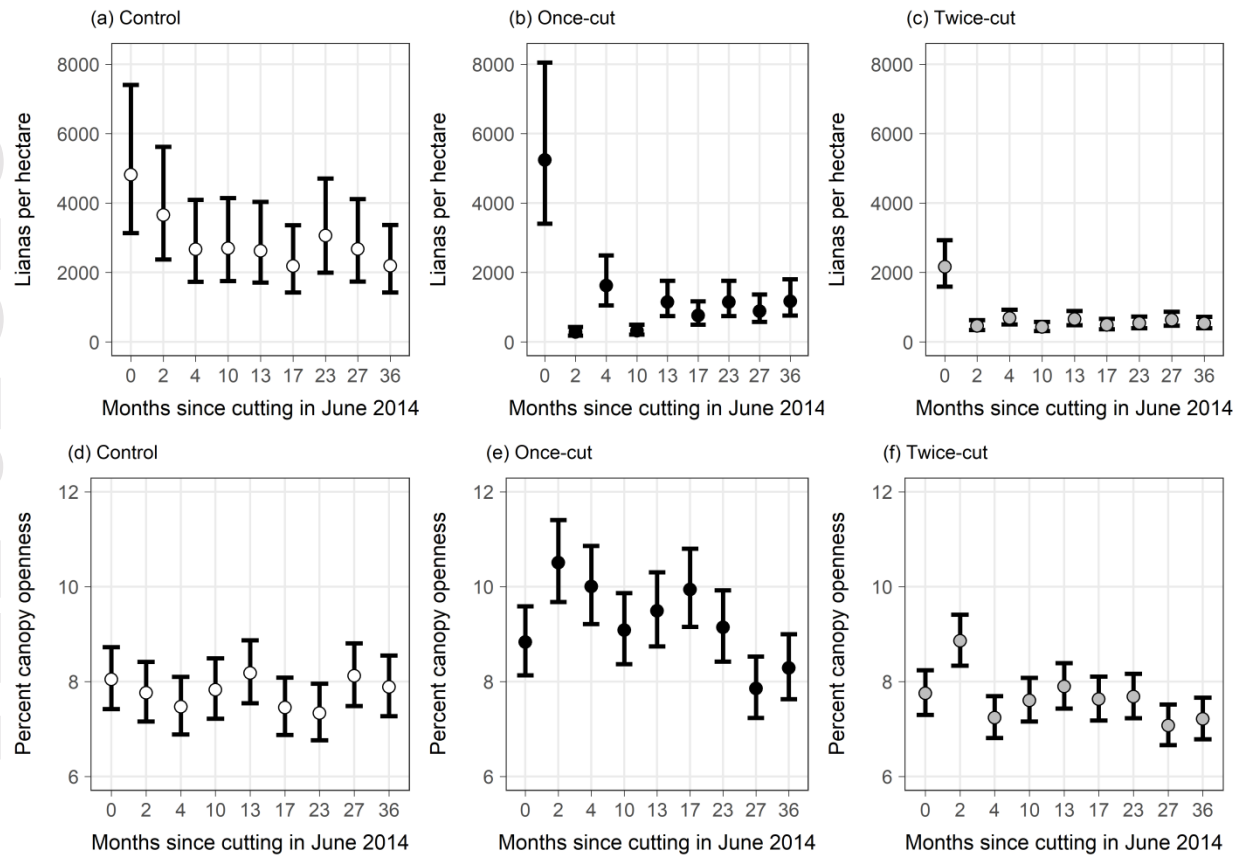 (a) Control
(b) Once-cut
(c) Twice-cut
Lianas per hectare
8000
6000
4000
2000
0
0 2 4 10 13 17 23 27 36
Months since cutting in June 2014
Lianas per hectare
8000
6000
4000
2000
0
0 2 4 10 13 17 23 27 36
Months since cutting in June 2014
Lianas per hectare
8000
6000
4000
2000
0
0 2 4 10 13 17 23 27 36
Months since cutting in June 2014
(d) Control
(e) Once-cut
(f) Twice-cut
Percent canopy openness
12
10
8
6
0 2 4 10 13 17 23 27 36
Months since cutting in June 2014
Percent canopy openness
12
10
8
6
0 2 4 10 13 17 23 27 36
Months since cutting in June 2014
Percent canopy openness
12
10
8
6
0 2 4 10 13 17 23 27 36
Months since cutting in June 2014